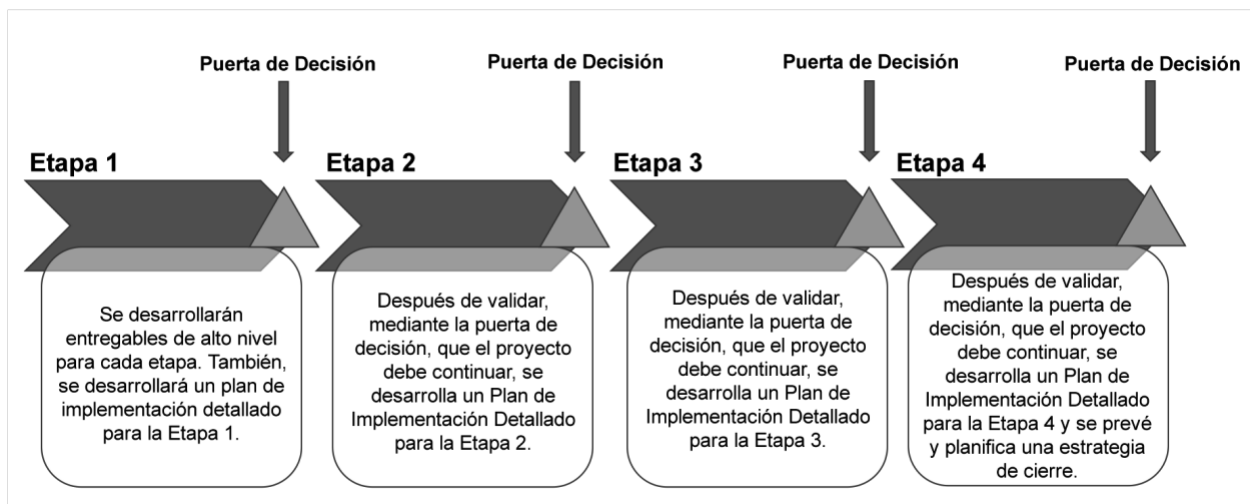 Puerta de Decisión
Puerta de Decisión
Puerta de Decisión
Puerta de Decisión
Etapa 1
Etapa 2
Etapa 3
Etapa 4
Se desarrollarán
entregables de alto nivel
para cada etapa. También,
se desarrollará un plan de
implementación detallado
para la Etapa 1.
Después de validar,
mediante la puerta de
decisión, que el proyecto
debe continuar, se
desarrolla un Plan de
Implementación Detallado
para la Etapa 2.
Después de validar,
mediante la puerta de
decisión, que el proyecto
debe continuar, se
desarrolla un Plan de
Implementación Detallado
para la Etapa 3.
Después de validar,
mediante la puerta de
decisión, que el proyecto
debe continuar, se
desarrolla un Plan de
Implementación Detallado
para la Etapa 4 y se prevé
y planifica una estrategia
de cierre.